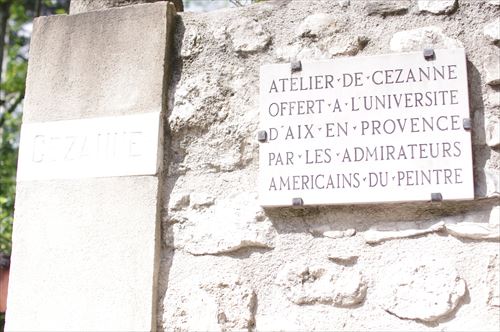 CEZANNE
ATELIER·DE·CEZANNE
OFFERT·A·L'UNIVERSITE
D'AIX·EN·PROVENCE
PAR·LES·ADMIRATEURS
AMERICAINS·DU·PEINTRE